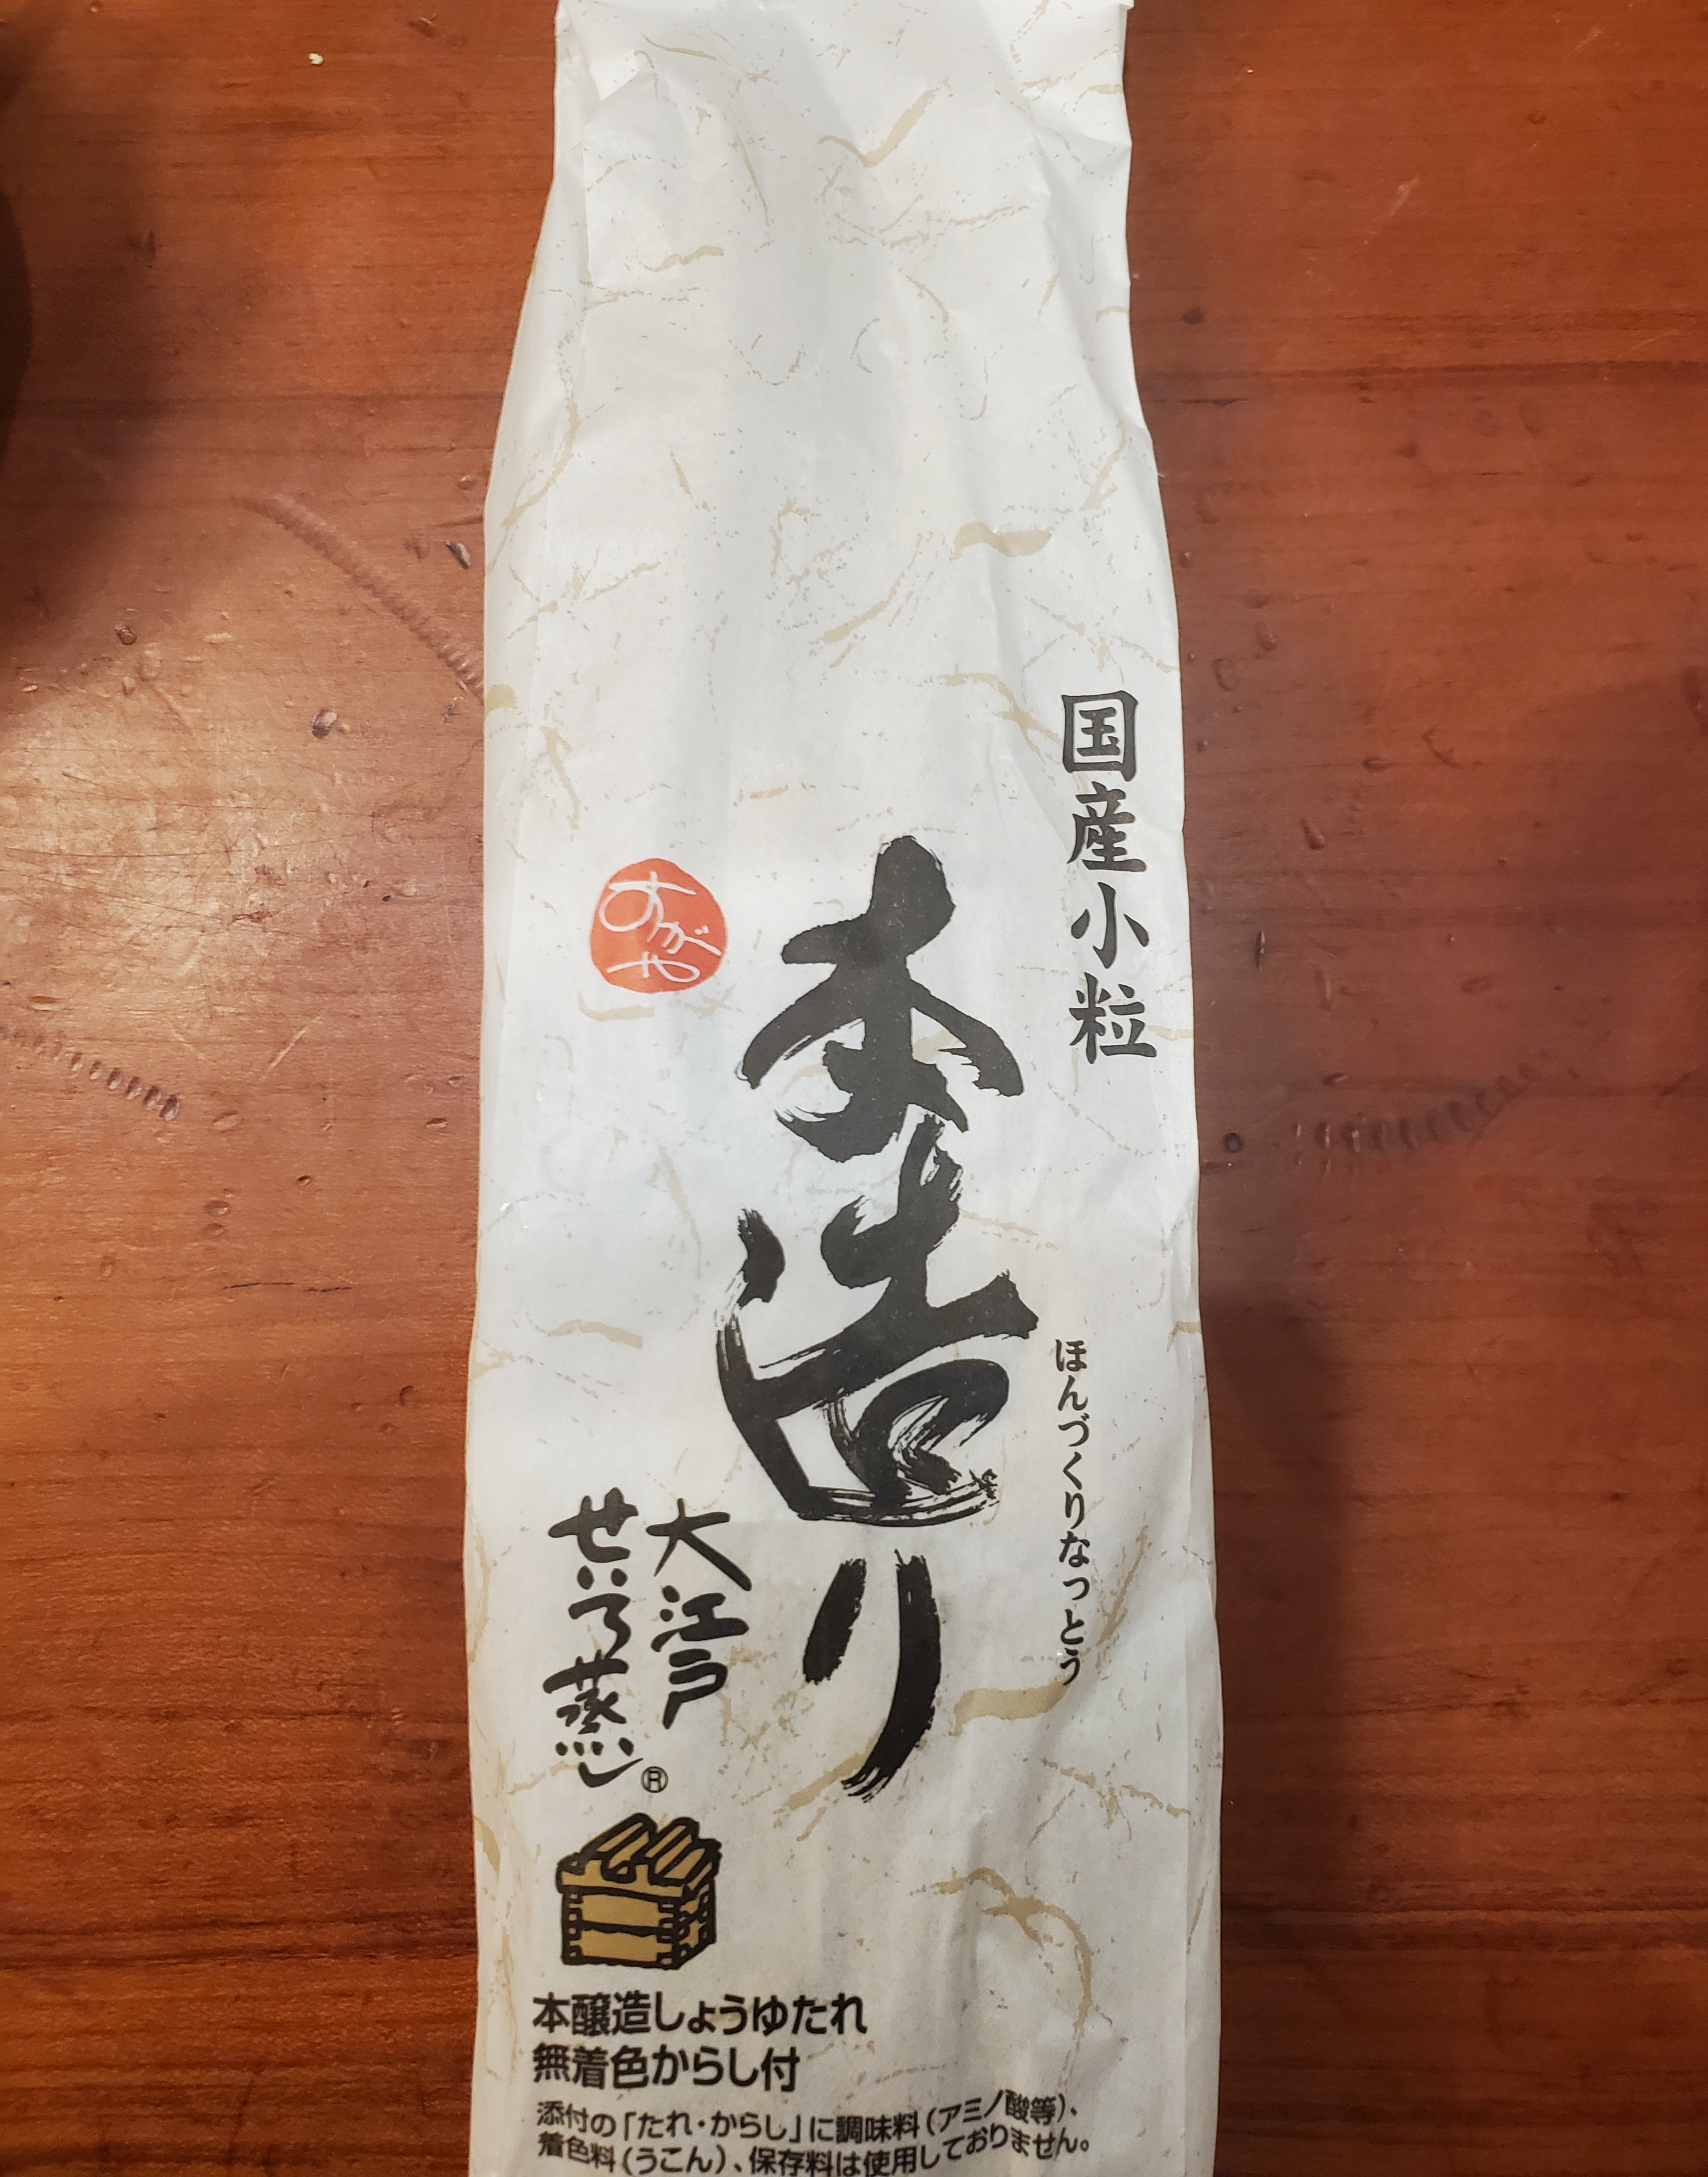 国産小粒
本造り
ほんづくりなっとう
すがや
大江戸
せいろ蒸し®
本醸造しょうゆたれ
無着色からし付
添付の「たれ・からし」に調味料(アミノ酸等)、
着色料(うこん)、保存料は使用しておりません。